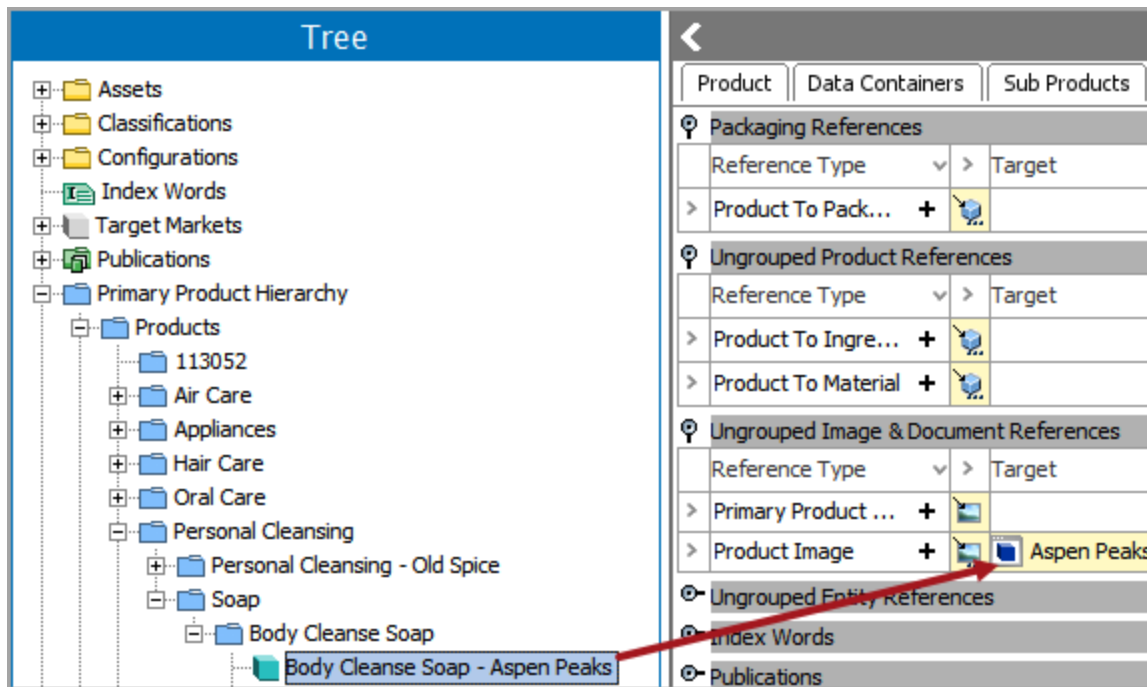 Tree
Assets
Classifications
Configurations
Index Words
Target Markets
Publications
Primary Product Hierarchy
Products
113052
Air Care
Appliances
Hair Care
Oral Care
Personal Cleansing
Personal Cleansing - Old Spice
Soap
Body Cleanse Soap
Body Cleanse Soap - Aspen Peaks
Product Data Containers Sub Products
Packaging References
Reference Type > Target
> Product To Pack... +
Ungrouped Product References
Reference Type > Target
> Product To Ingre... +
> Product To Material +
Ungrouped Image & Document References
Reference Type > Target
> Primary Product ... +
> Product Image + Aspen Peaks
Ungrouped Entity References
Index Words
Publications